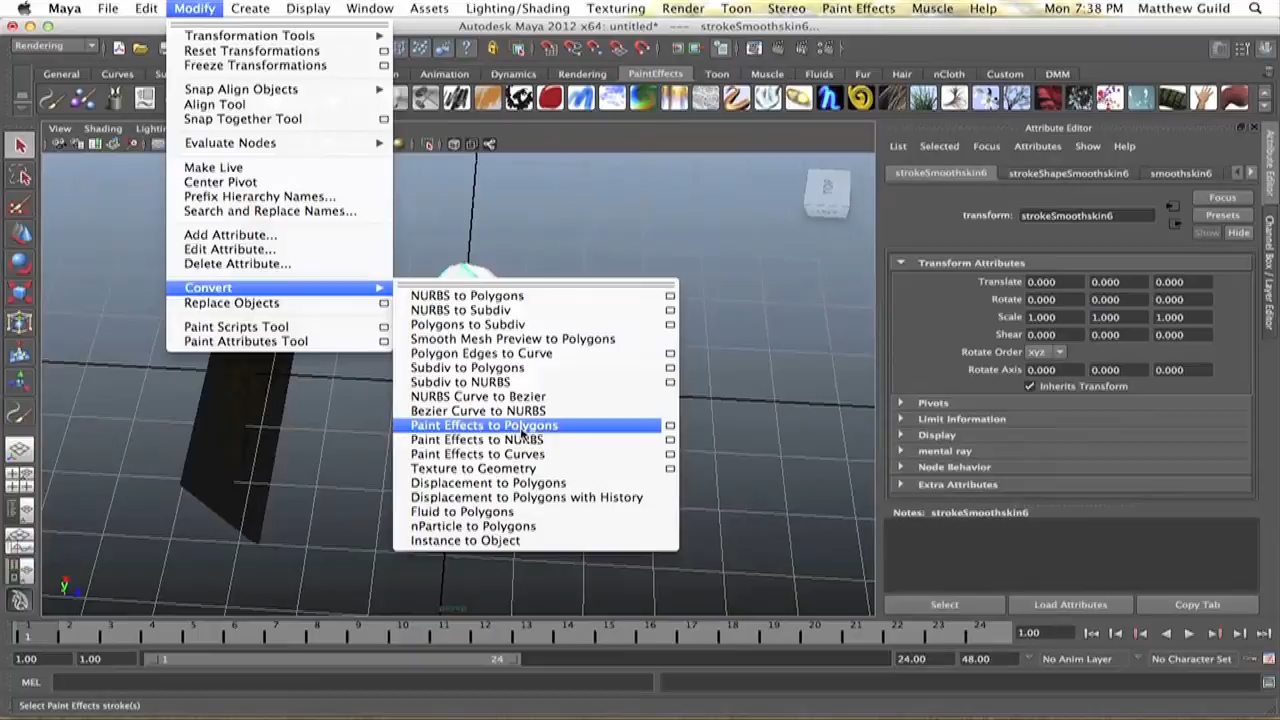 Maya File Edit Modify Create Display Window Assets Lighting/Shading Texturing Render Toon Stereo Paint Effects Muscle Help Mon 7:38 PM Matthew Guild
Autodesk Maya 2012 x64: untitled* --- strokeSmoothskin6...
Rendering
General Curves Su Animation Dynamics Rendering PaintEffects Toon Muscle Fluids Fur Hair nCloth Custom DMM
Transformation Tools
Reset Transformations
Freeze Transformations
Snap Align Objects
Align Tool
Snap Together Tool
Evaluate Nodes
Make Live
Center Pivot
Prefix Hierarchy Names...
Search and Replace Names...
Add Attribute...
Edit Attribute...
Delete Attribute...
Convert
Replace Objects
Paint Scripts Tool
Paint Attributes Tool
NURBS to Polygons
NURBS to Subdiv
Polygons to Subdiv
Smooth Mesh Preview to Polygons
Polygon Edges to Curve
Subdiv to Polygons
Subdiv to NURBS
NURBS Curve to Bezier
Bezier Curve to NURBS
Paint Effects to Polygons
Paint Effects to NURBS
Paint Effects to Curves
Texture to Geometry
Displacement to Polygons
Displacement to Polygons with History
Fluid to Polygons
nParticle to Polygons
Instance to Object
View Shading Lightin
TOP
persp
Attribute Editor
List Selected Focus Attributes Show Help
strokeSmoothskin6 strokeShapeSmoothskin6 smoothskin6
Focus
transform: strokeSmoothskin6
Presets
Show Hide
Transform Attributes
Translate 0.000 0.000 0.000
Rotate 0.000 0.000 0.000
Scale 1.000 1.000 1.000
Shear 0.000 0.000 0.000
Rotate Order xyz
Rotate Axis 0.000 0.000 0.000
Inherits Transform
Pivots
Limit Information
Display
mental ray
Node Behavior
Extra Attributes
Notes: strokeSmoothskin6
Select Load Attributes Copy Tab
Attribute Editor
Channel Box / Layer Editor
1 2 3 4 5 6 7 8 9 10 11 12 13 14 15 16 17 18 19 20 21 22 23 24
1 1.00
1.00 1.00 1 24 24.00 48.00 No Anim Layer No Character Set
MEL
Select Paint Effects stroke(s)